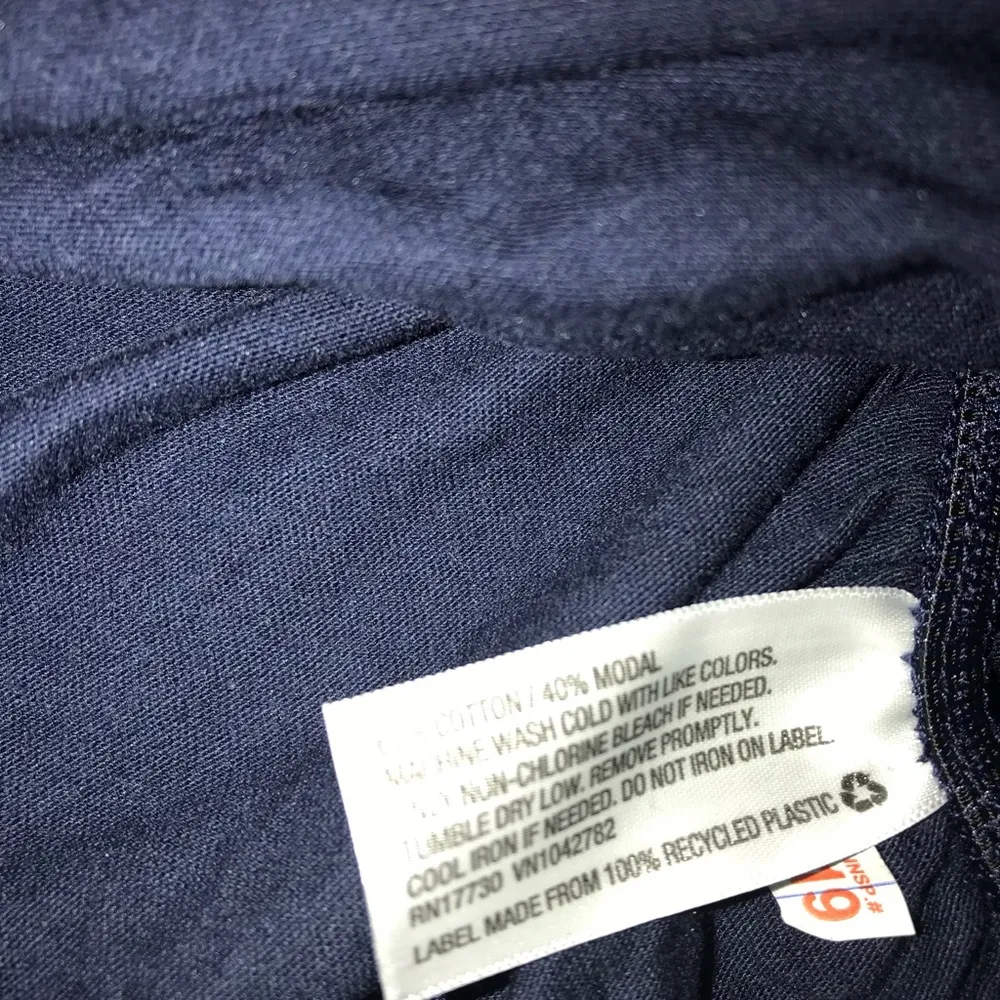 COTTON / 40% MODAL
MACHINE WASH COLD WITH LIKE COLORS.
NON-CHLORINE BLEACH IF NEEDED.
TUMBLE DRY LOW. REMOVE PROMPTLY.
COOL IRON IF NEEDED. DO NOT IRON ON LABEL.
RN17730 VN1042782
LABEL MADE FROM 100% RECYCLED PLASTIC
INSP.#